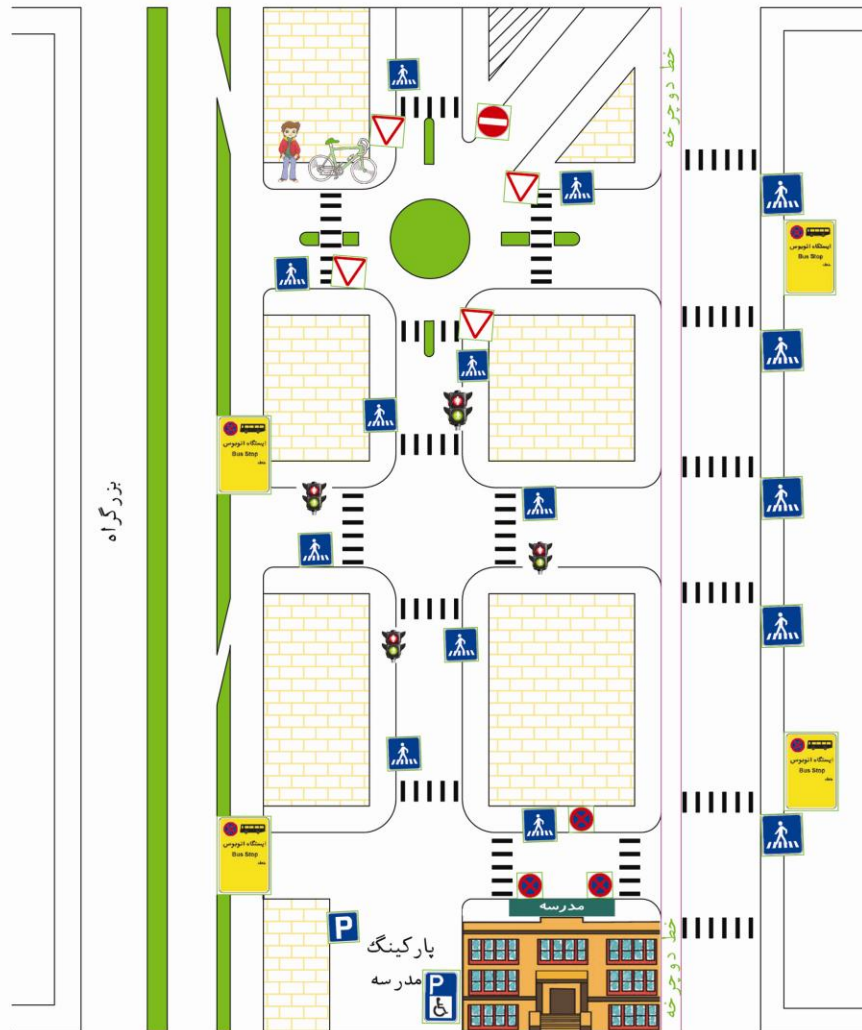 خط دوچرخه
ایستگاه اتوبوس
Bus Stop
ایستگاه اتوبوس
Bus Stop
بزرگراه
ایستگاه اتوبوس
Bus Stop
ایستگاه اتوبوس
Bus Stop
P
مدرسه
پارکینگ
مدرسه
P
خط دوچرخه